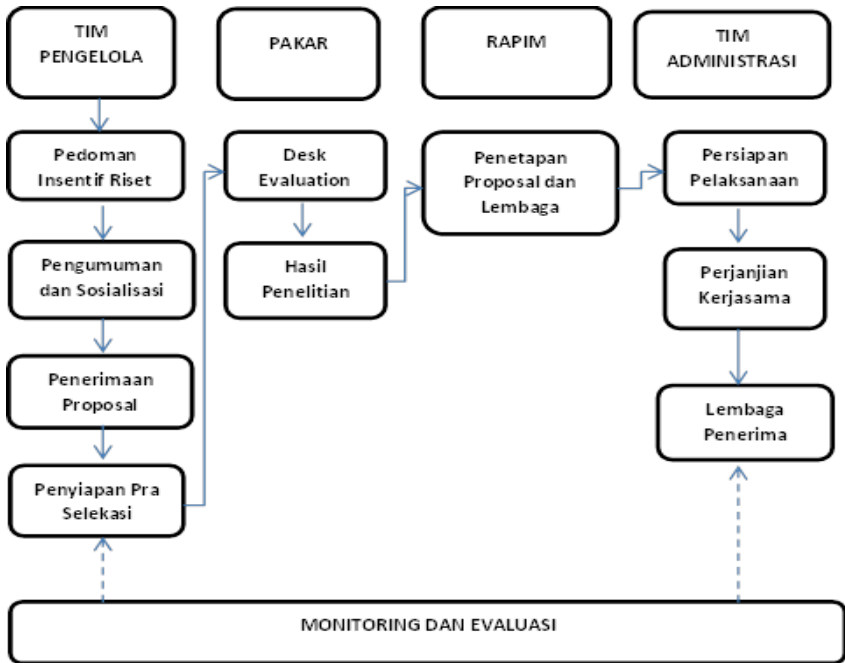 TIM
PENGELOLA
PAKAR
RAPIM
TIM
ADMINISTRASI
Pedoman
Insentif Riset
Desk
Evaluation
Penetapan
Proposal dan
Lembaga
Persiapan
Pelaksanaan
Pengumuman
dan Sosialisasi
Hasil
Penelitian
Perjanjian
Kerjasama
Penerimaan
Proposal
Lembaga
Penerima
Penyiapan Pra
Selekasi
MONITORING DAN EVALUASI